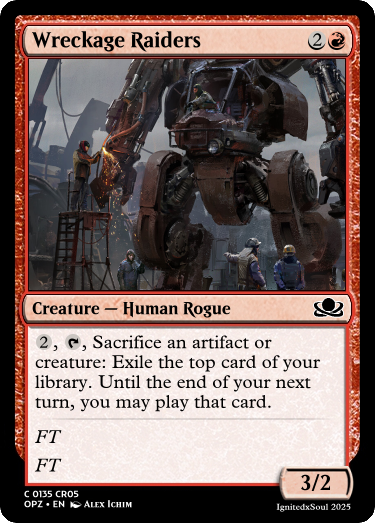 Wreckage Raiders 2
Creature — Human Rogue
2, , Sacrifice an artifact or
creature: Exile the top card of your
library. Until the end of your next
turn, you may play that card.
FT
FT
3/2
C 0135 CR05
OPZ • EN Alex Ichim
IgnitedxSoul 2025